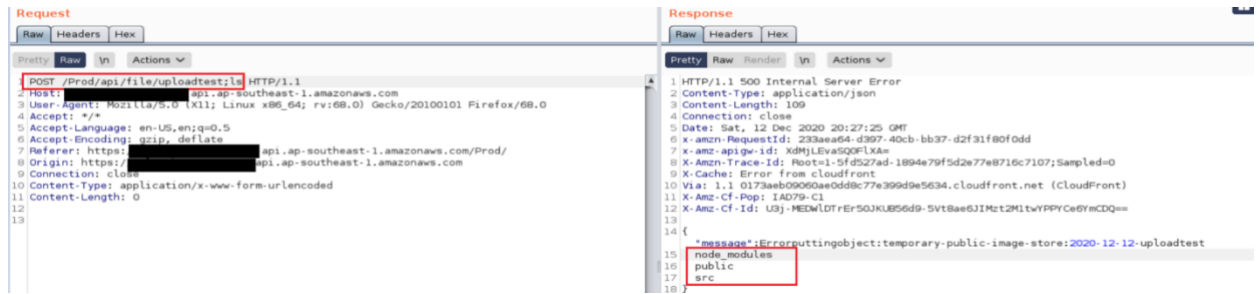 Request
Raw Headers Hex
Pretty Raw \n Actions
1 POST /Prod/api/file/uploadtest;ls HTTP/1.1
2 Host: api.ap-southeast-1.amazonaws.com
3 User-Agent: Mozilla/5.0 (X11; Linux x86_64; rv:68.0) Gecko/20100101 Firefox/68.0
4 Accept: */*
5 Accept-Language: en-US,en;q=0.5
6 Accept-Encoding: gzip, deflate
7 Referer: https: api.ap-southeast-1.amazonaws.com/Prod/
8 Origin: https:/ api.ap-southeast-1.amazonaws.com
9 Connection: close
10 Content-Type: application/x-www-form-urlencoded
11 Content-Length: 0
12
13
Response
Raw Headers Hex
Pretty Raw Render \n Actions
1 HTTP/1.1 500 Internal Server Error
2 Content-Type: application/json
3 Content-Length: 109
4 Connection: close
5 Date: Sat, 12 Dec 2020 20:27:25 GMT
6 x-amzn-RequestId: 233aea64-d397-40cb-bb37-d2f31f80f0dd
7 x-amz-apigw-id: XdMjLEvaSQ0FlXA=
8 X-Amzn-Trace-Id: Root=1-5fd527ad-1894e79f5d2e77e8716c7107;Sampled=0
9 X-Cache: Error from cloudfront
10 Via: 1.1 0173aeb09060ae0dd8c77e399d9e5634.cloudfront.net (CloudFront)
11 X-Amz-Cf-Pop: IAD79-C1
12 X-Amz-Cf-Id: U3j-MEDWlDTrEr50JKUB56d9-5Vt8ae6JIMzt2M1twYPPYCe6YmCDQ==
13
14 {
"message":Errorputtingobject:temporary-public-image-store:2020-12-12-uploadtest
15 node_modules
16 public
17 src
18 }